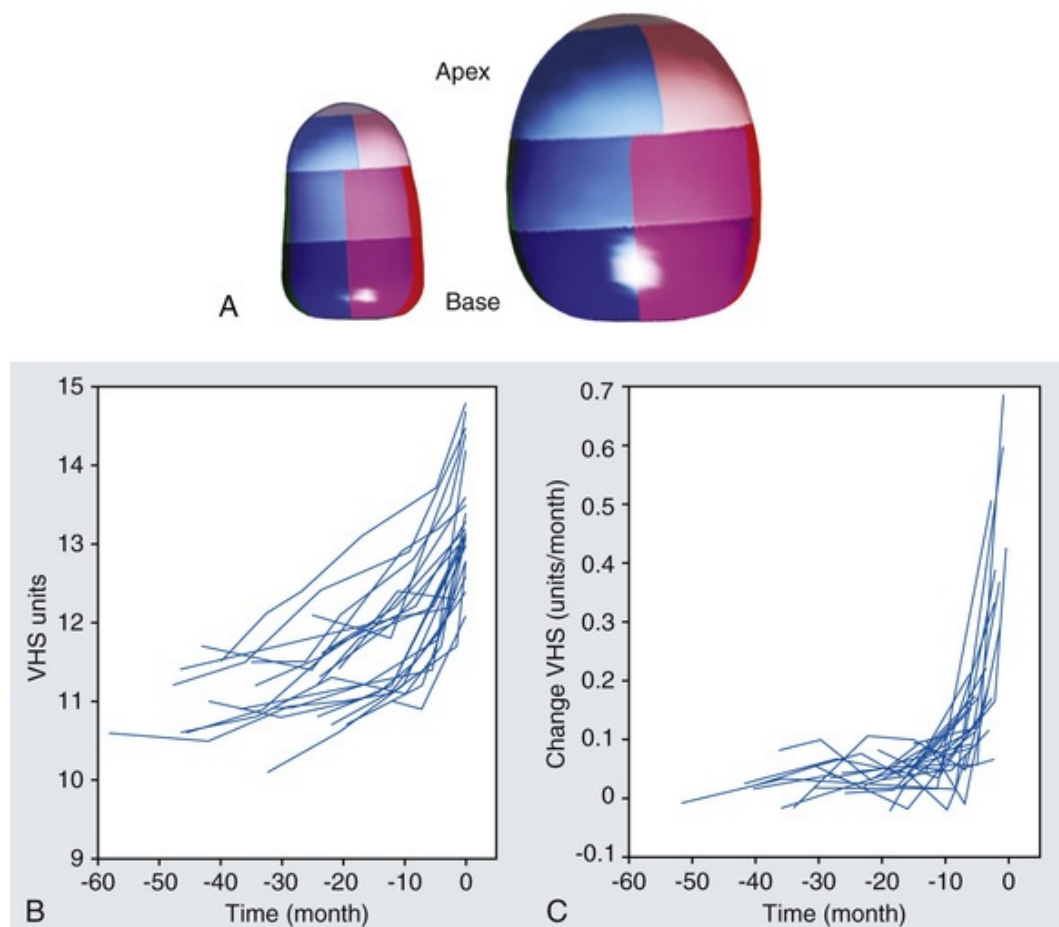 Apex
Base
A
15
14
13
12
11
10
9
VHS units
-60 -50 -40 -30 -20 -10 0
Time (month)
B
0.7
0.6
0.5
0.4
0.3
0.2
0.1
0
-0.1
Change VHS (units/month)
-60 -50 -40 -30 -20 -10 0
Time (month)
C